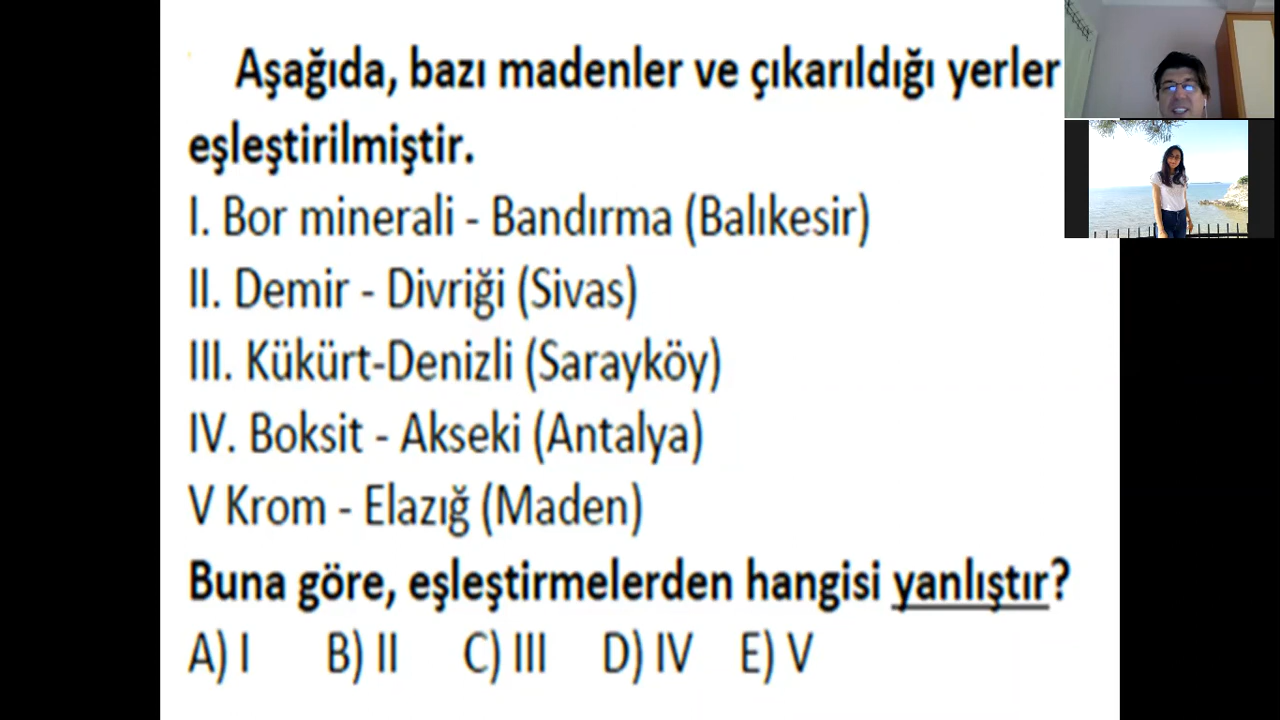 Aşağıda, bazı madenler ve çıkarıldığı yerler
eşleştirilmiştir.
I. Bor minerali - Bandırma (Balıkesir)
II. Demir - Divriği (Sivas)
III. Kükürt-Denizli (Sarayköy)
IV. Boksit - Akseki (Antalya)
V Krom - Elazığ (Maden)
Buna göre, eşleştirmelerden hangisi yanlıştır?
A) I B) II C) III D) IV E) V